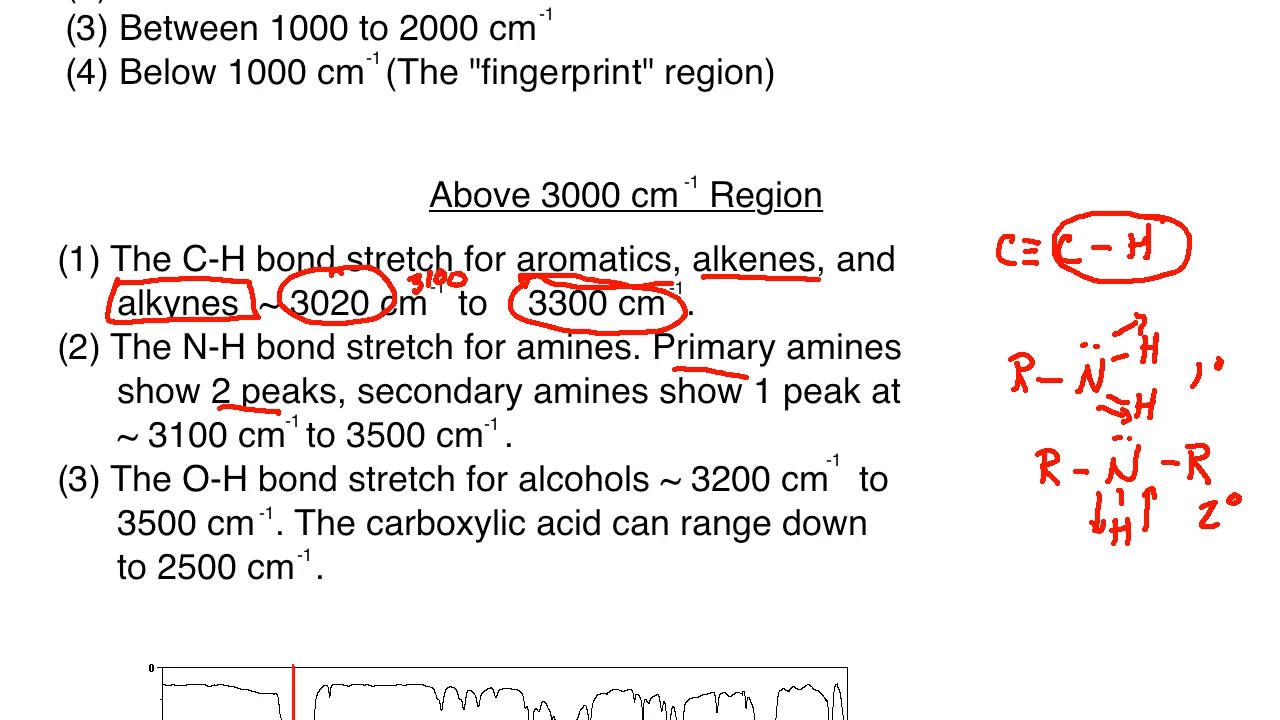 (3) Between 1000 to 2000 cm⁻¹
(4) Below 1000 cm⁻¹ (The "fingerprint" region)
Above 3000 cm⁻¹ Region
(1) The C-H bond stretch for aromatics, alkenes, and
3100
alkynes ~ 3020 cm⁻¹ to 3300 cm⁻¹.
(2) The N-H bond stretch for amines. Primary amines
show 2 peaks, secondary amines show 1 peak at
~ 3100 cm⁻¹ to 3500 cm⁻¹.
(3) The O-H bond stretch for alcohols ~ 3200 cm⁻¹ to
3500 cm⁻¹. The carboxylic acid can range down
to 2500 cm⁻¹.
C≡C-H
H
R-N 1°
H
R-N-R
H 2°
0